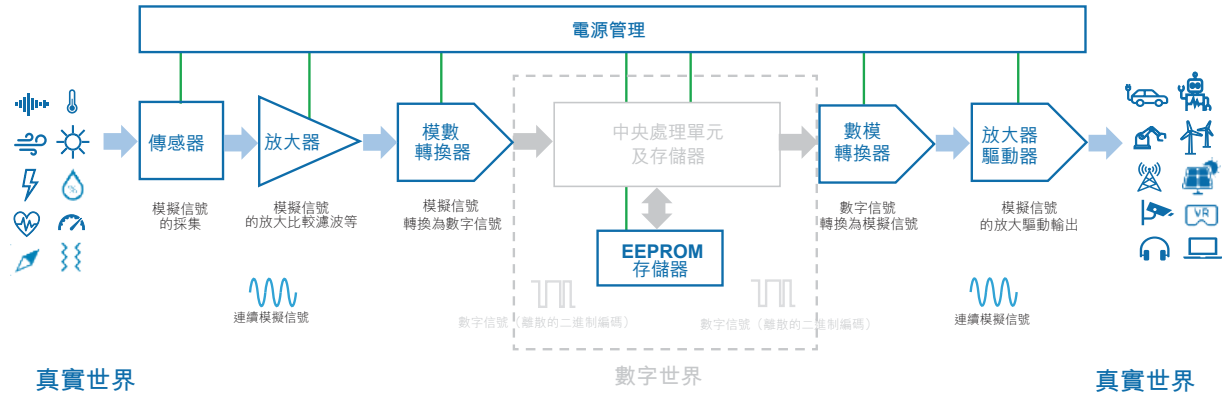 電源管理
傳感器
放大器
模數
轉換器
中央處理單元
及存儲器
數模
轉換器
放大器
驅動器
模擬信號
的採集
模擬信號
的放大比較濾波等
模擬信號
轉換為數字信號
EEPROM
存儲器
數字信號
轉換為模擬信號
模擬信號
的放大驅動輸出
%
VR
連續模擬信號
數字信號（離散的二進制編碼）
數字信號（離散的二進制編碼）
連續模擬信號
真實世界
數字世界
真實世界